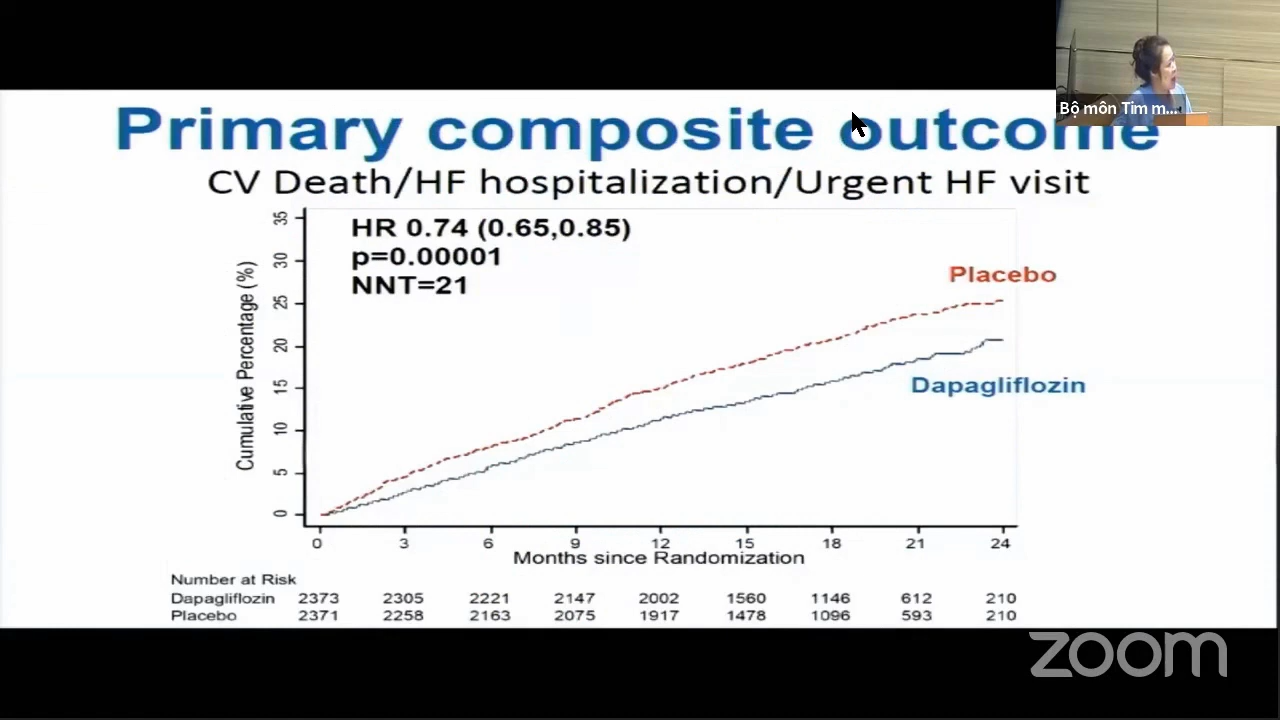 Bộ môn Tim m...
Primary composite outcome
CV Death/HF hospitalization/Urgent HF visit
HR 0.74 (0.65,0.85)
p=0.00001
NNT=21
Placebo
Dapagliflozin
Cumulative Percentage (%)
35
30
25
20
15
10
5
0
0 3 6 9 12 15 18 21 24
Months since Randomization
Number at Risk
Dapagliflozin 2373 2305 2221 2147 2002 1560 1146 612 210
Placebo 2371 2258 2163 2075 1917 1478 1096 593 210
zoom